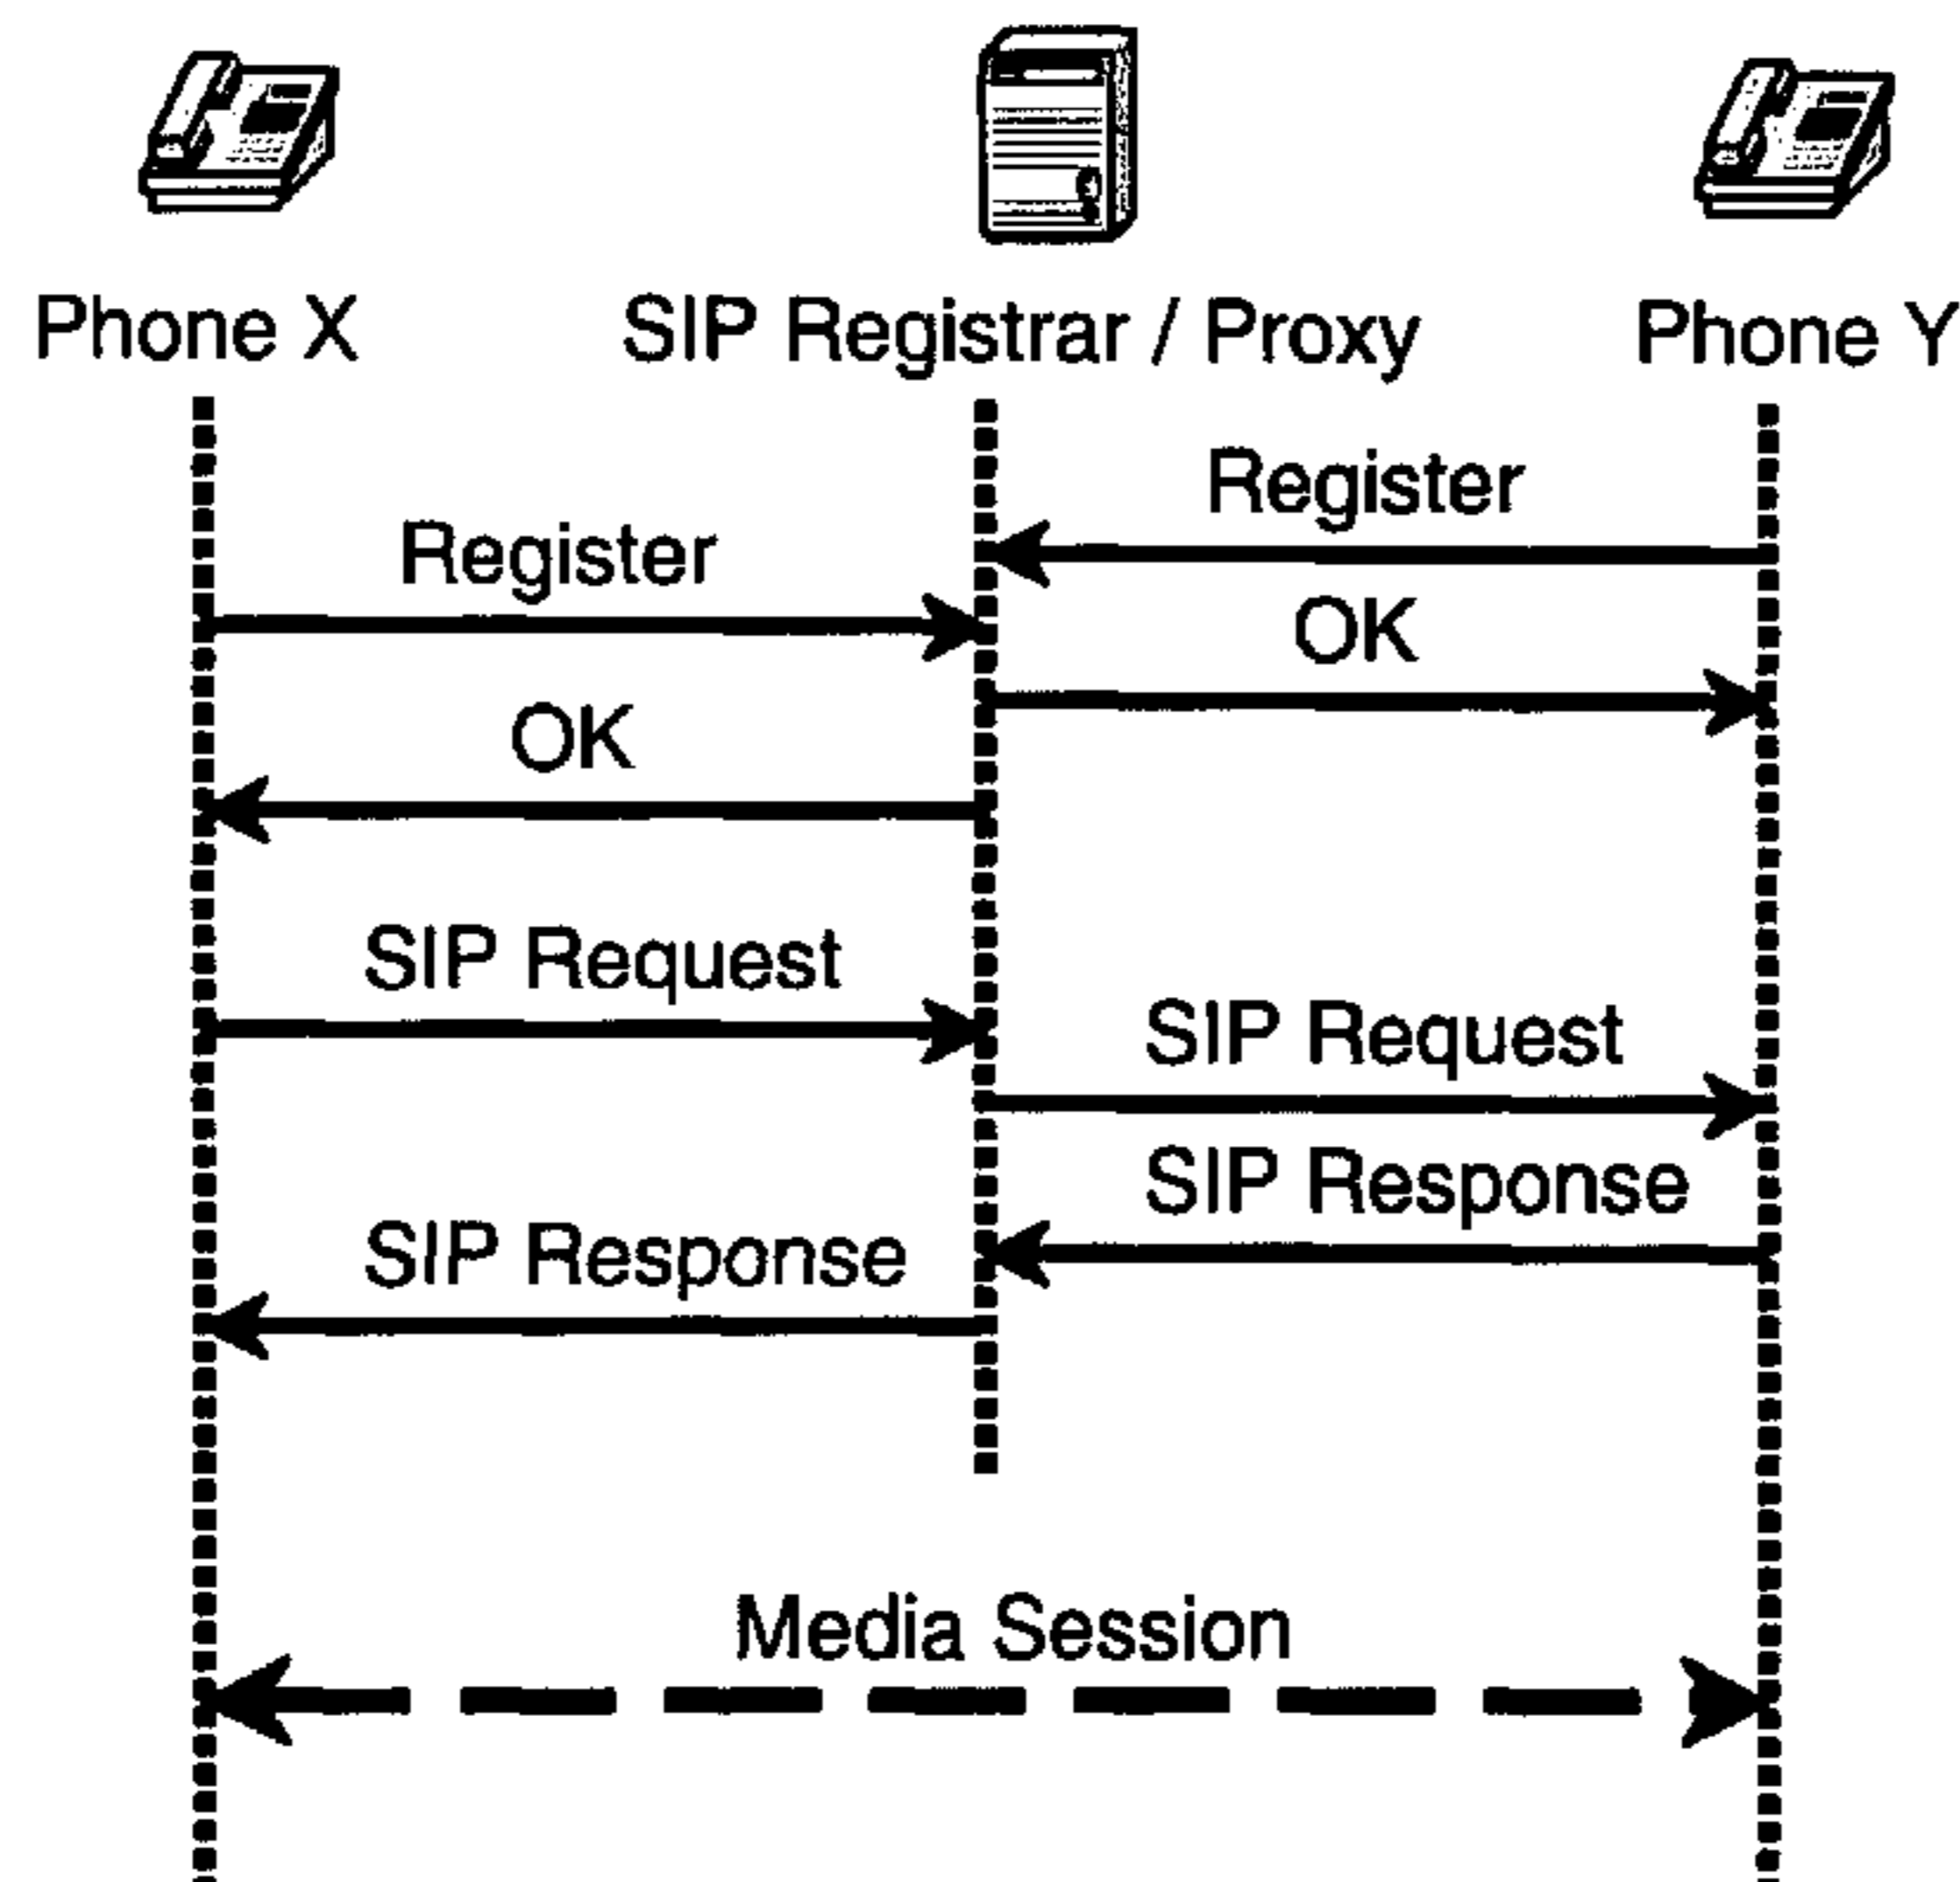 Phone X
SIP Registrar / Proxy
Phone Y
Register
Register
OK
OK
SIP Request
SIP Request
SIP Response
SIP Response
Media Session